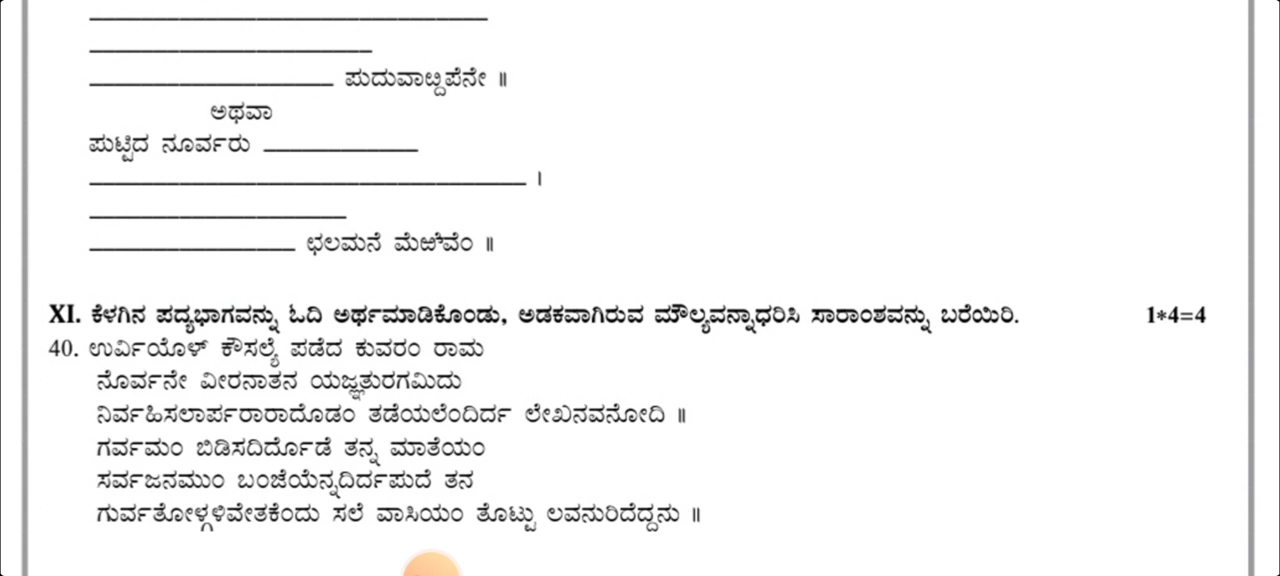 ಪುದುವಾೞ್ದಪೆನೇ ॥
ಅಥವಾ
ಪುಟ್ಟಿದ ನೂರ್ವರು
।
ಛಲಮನೆ ಮೆಱೆವೆಂ ॥
XI. ಕೆಳಗಿನ ಪದ್ಯಭಾಗವನ್ನು ಓದಿ ಅರ್ಥಮಾಡಿಕೊಂಡು, ಅಡಕವಾಗಿರುವ ಮೌಲ್ಯವನ್ನಾಧರಿಸಿ ಸಾರಾಂಶವನ್ನು ಬರೆಯಿರಿ. 1*4=4
40. ಉರ್ವಿಯೊಳ್ ಕೌಸಲ್ಯೆ ಪಡೆದ ಕುವರಂ ರಾಮ
ನೊರ್ವನೇ ವೀರನಾತನ ಯಜ್ಞತುರಗಮಿದು
ನಿರ್ವಹಿಸಲಾರ್ಪರಾರಾದೊಡಂ ತಡೆಯಲೆಂದಿರ್ದ ಲೇಖನವನೋದಿ ॥
ಗರ್ವಮಂ ಬಿಡಿಸದಿರ್ದೊಡೆ ತನ್ನ ಮಾತೆಯಂ
ಸರ್ವಜನಮುಂ ಬಂಜೆಯೆನ್ನದಿರ್ದಪುದೆ ತನ
ಗುರ್ವತೋಳ್ಗಳಿವೇತಕೆಂದು ಸಲೆ ವಾಸಿಯಂ ತೊಟ್ಟು ಲವನುರಿದೆದ್ದನು ॥